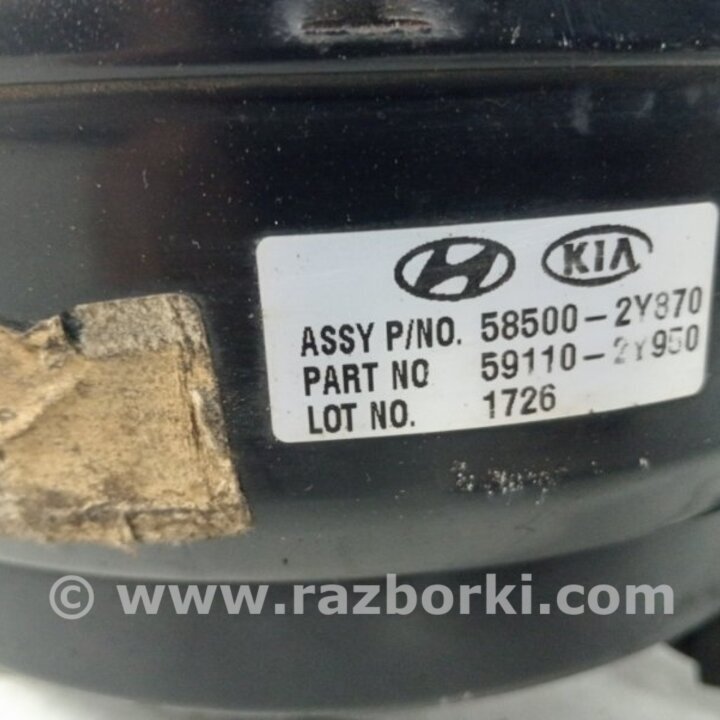 KIA
ASSY P/NO. 58500-2Y870
PART NO 59110-2Y950
LOT NO. 1726
© www.razborki.com